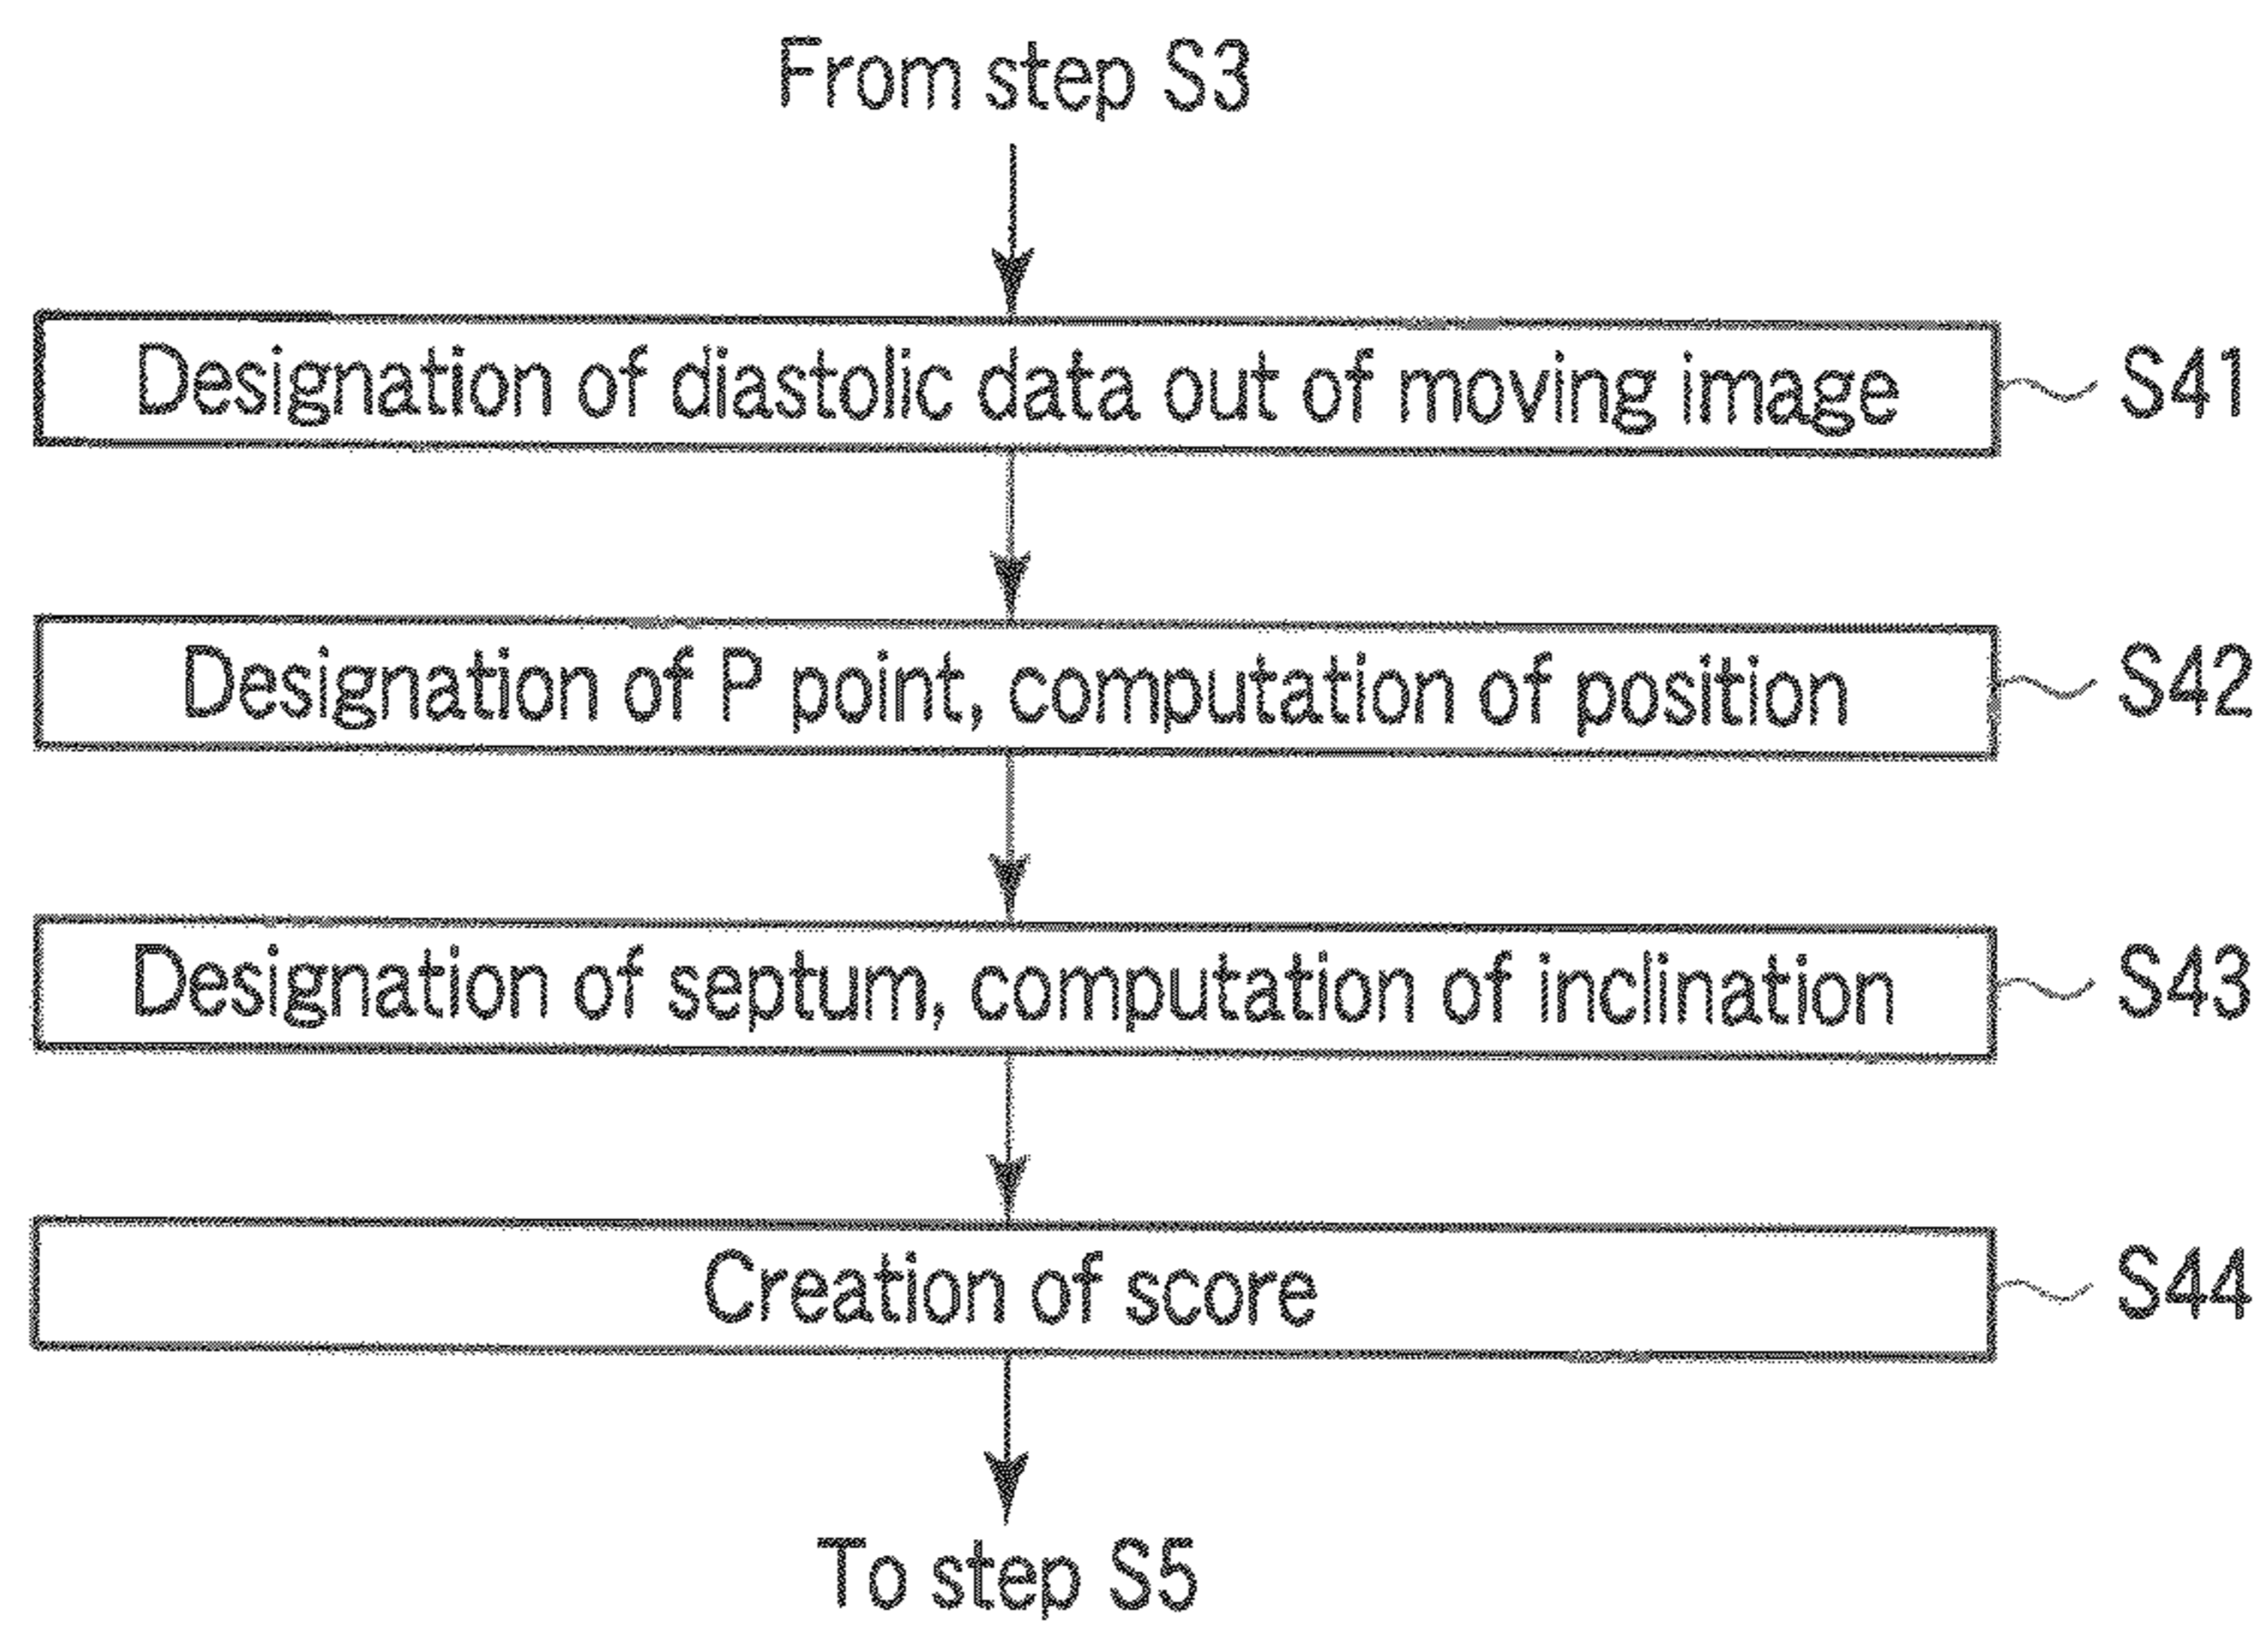 From step S3
Designation of diastolic data out of moving image S41
Designation of P point, computation of position S42
Designation of septum, computation of inclination S43
Creation of score S44
To step S5